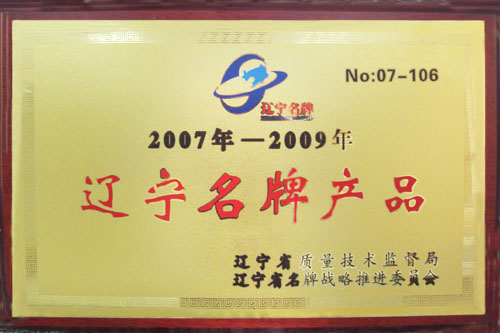 No:07-106
辽宁名牌
2007年—2009年
辽宁名牌产品
辽宁省质量技术监督局
辽宁省名牌战略推进委员会